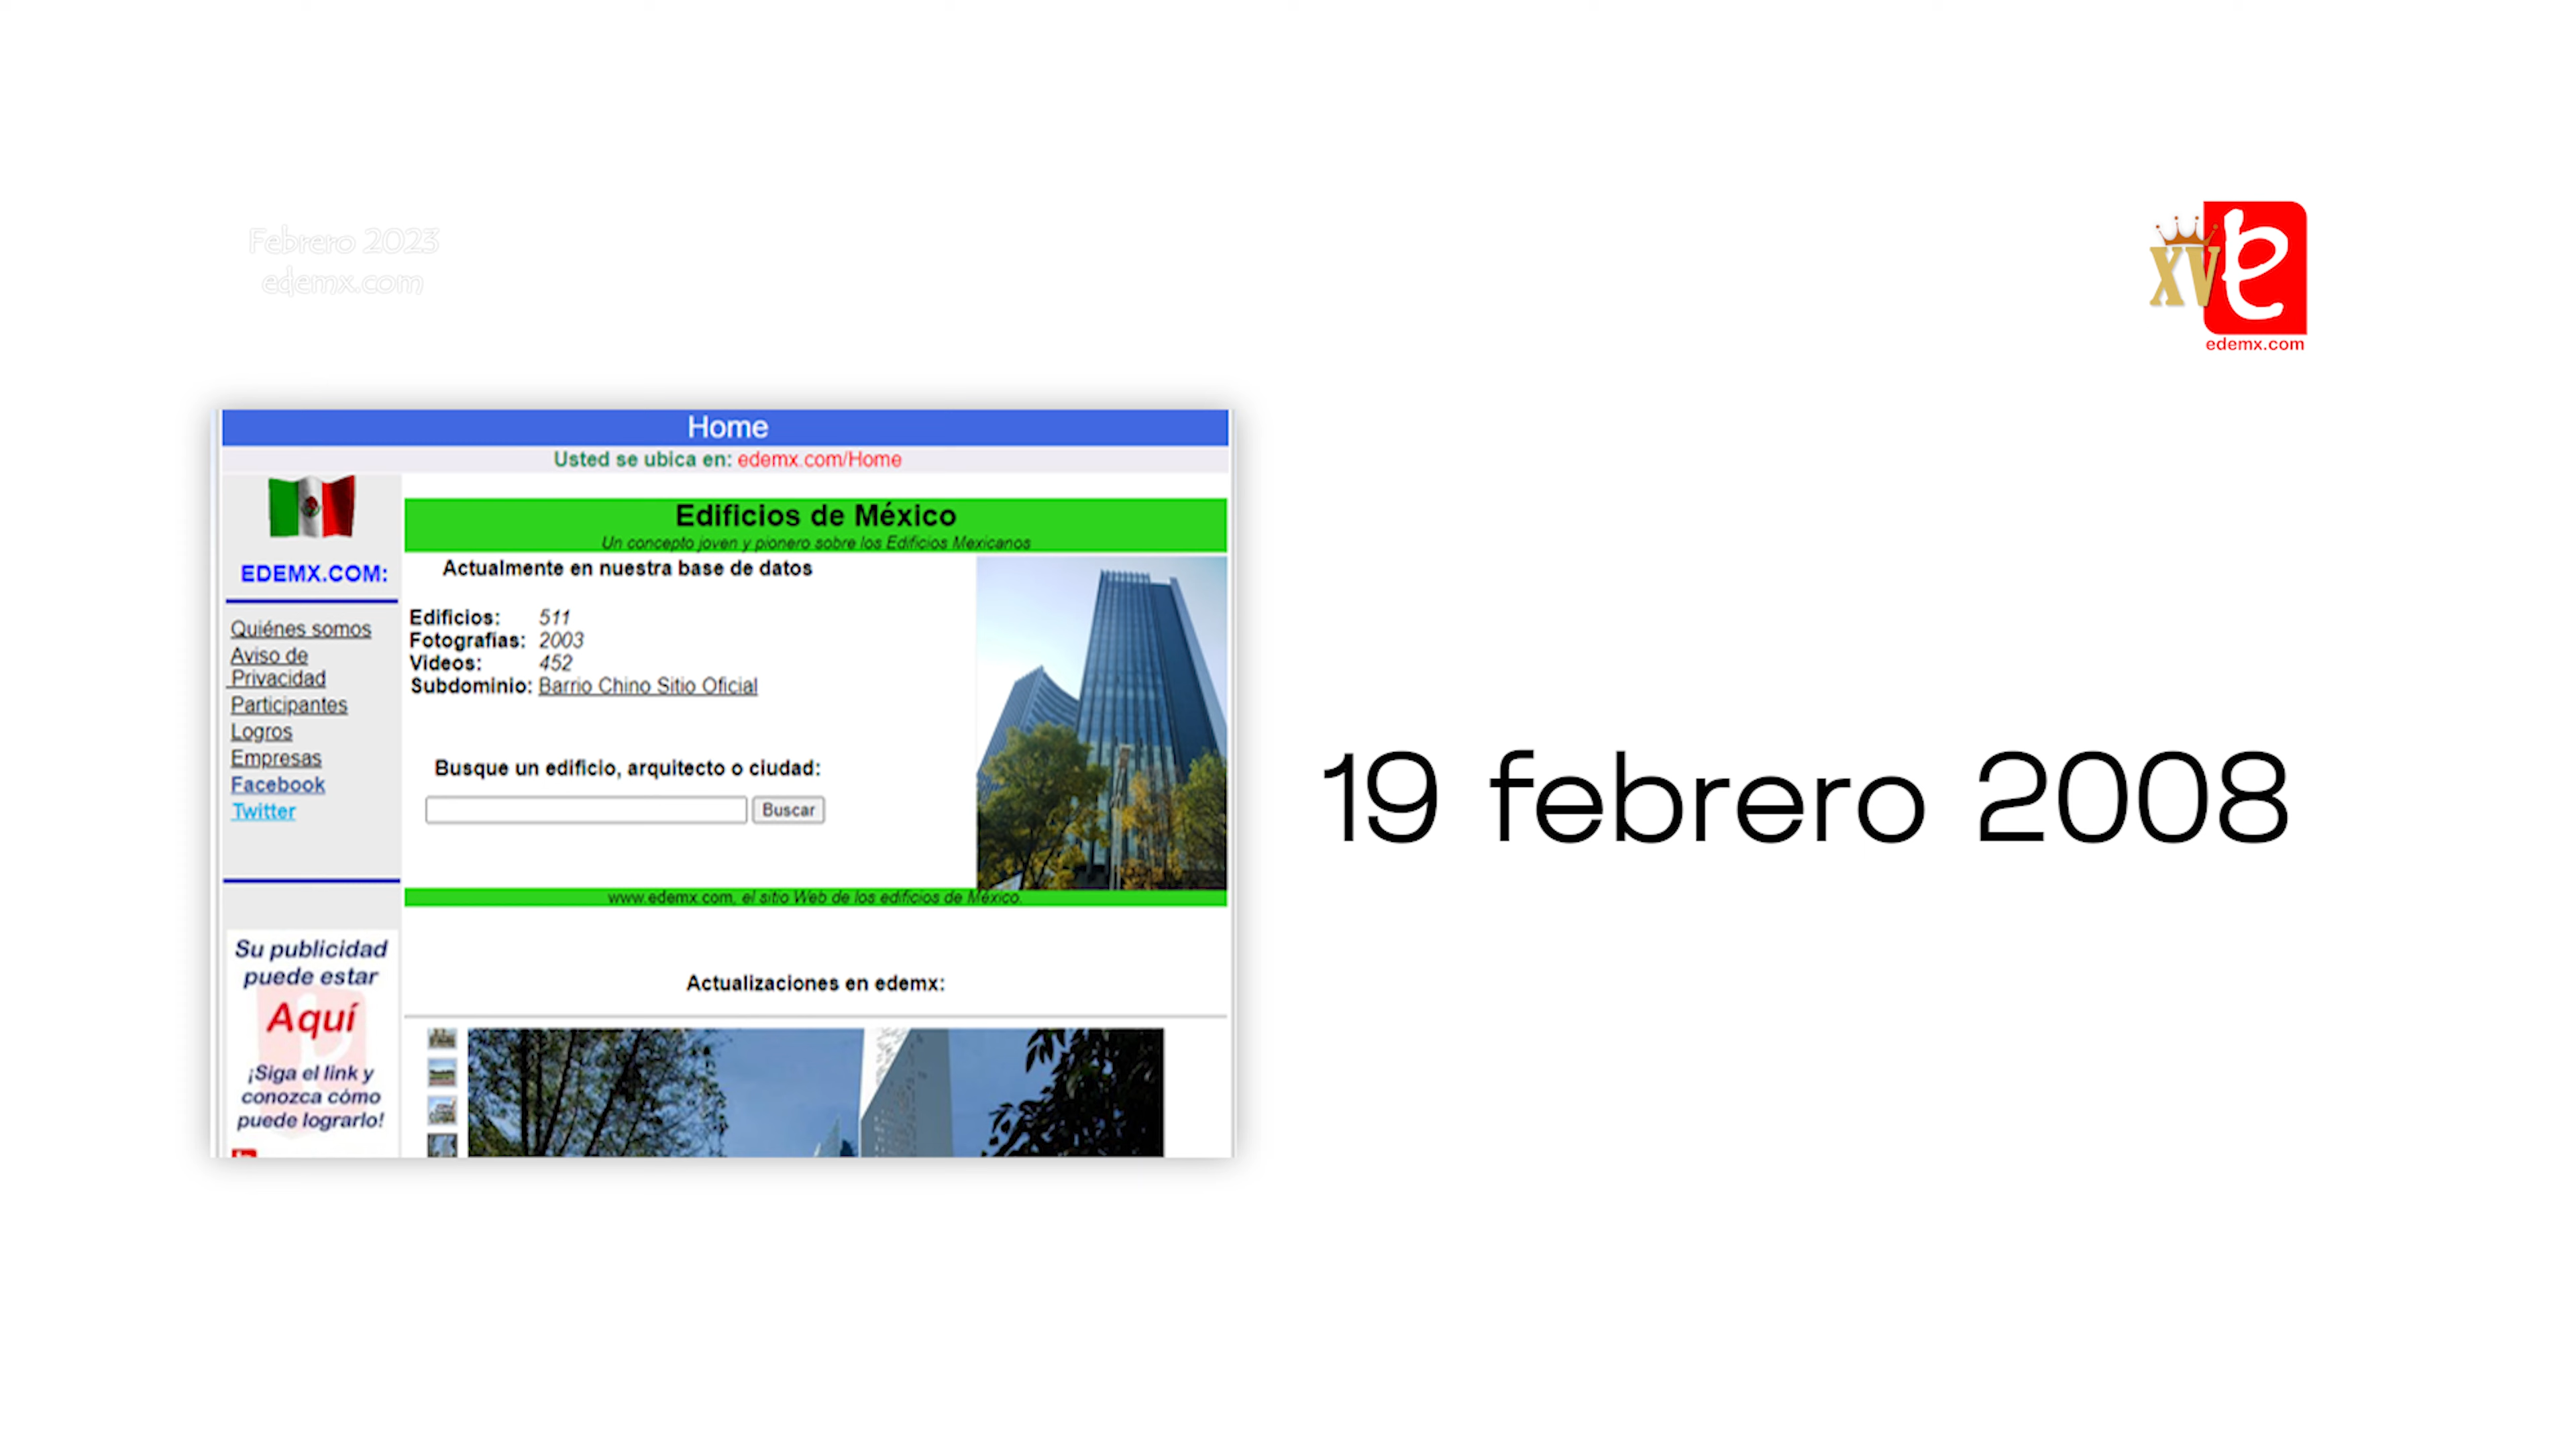 Febrero 2023
edemx.com
XV
e
edemx.com
Home
Usted se ubica en: edemx.com/Home
EDEMX.COM:
Quiénes somos
Aviso de
Privacidad
Participantes
Logros
Empresas
Facebook
Twitter
Su publicidad
puede estar
Aquí
¡Siga el link y
conozca cómo
puede lograrlo!
Edificios de México
Un concepto joven y pionero sobre los Edificios Mexicanos
Actualmente en nuestra base de datos
Edificios: 511
Fotografías: 2003
Videos: 452
Subdominio: Barrio Chino Sitio Oficial
Busque un edificio, arquitecto o ciudad:
Buscar
www.edemx.com, el sitio Web de los edificios de México.
Actualizaciones en edemx:
19 febrero 2008